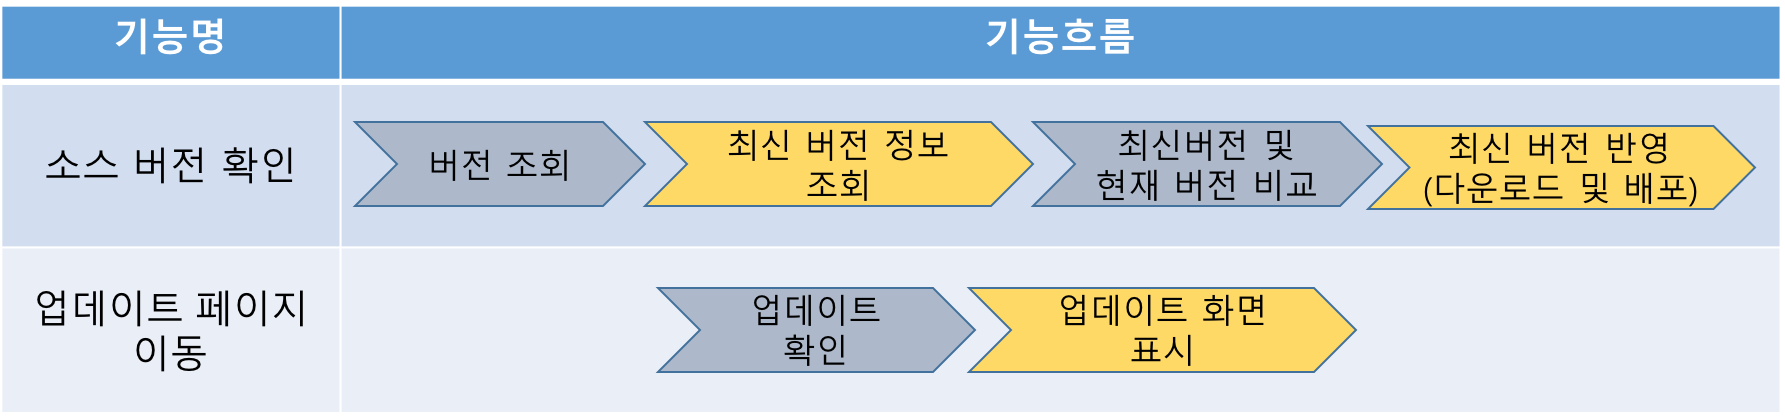 기능명
기능흐름
소스 버전 확인
버전 조회
최신 버전 정보
조회
최신버전 및
현재 버전 비교
최신 버전 반영
(다운로드 및 배포)
업데이트 페이지
이동
업데이트
확인
업데이트 화면
표시